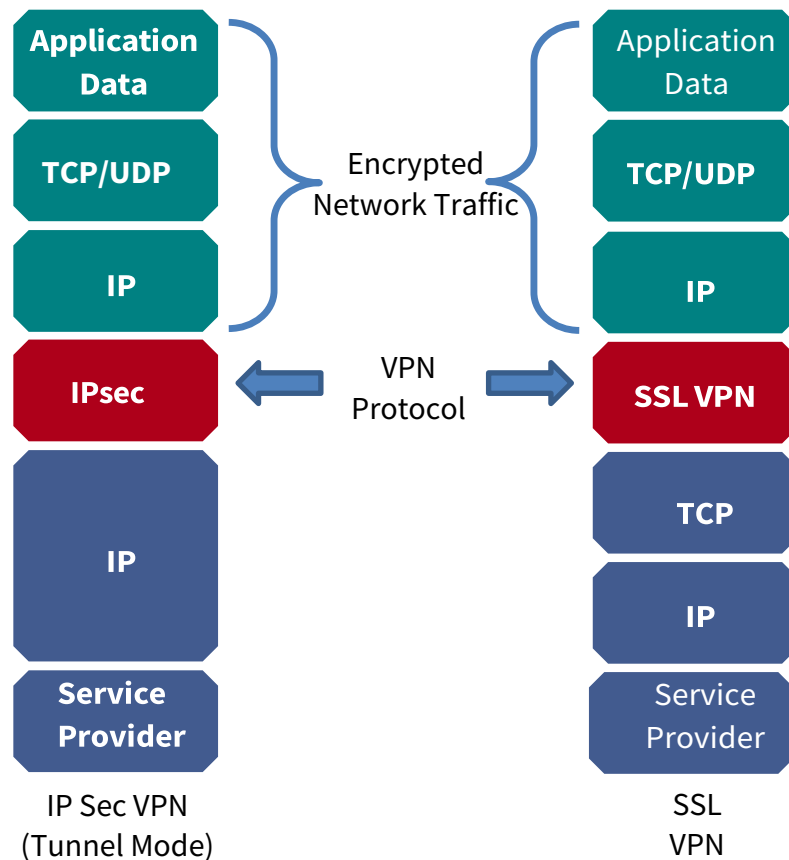 Application
Data
TCP/UDP
IP
IPsec
IP
Service
Provider
IP Sec VPN
(Tunnel Mode)
Encrypted
Network Traffic
VPN
Protocol
Application
Data
TCP/UDP
IP
SSL VPN
TCP
IP
Service
Provider
SSL
VPN